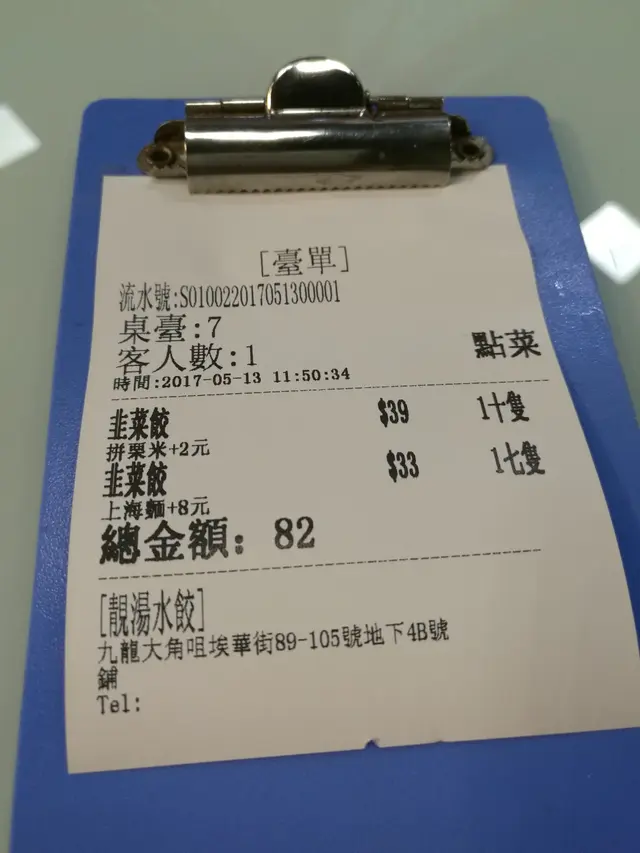 [臺單]
流水號:S010022017051300001
桌臺:7
客人數:1
點菜
時間:2017-05-13 11:50:34
韭菜餃 $39 1十隻
拼粟米+2元
韭菜餃 $33 1七隻
上海麵+8元
總金額: 82
[靚湯水餃]
九龍大角咀埃華街89-105號地下4B號
鋪
Tel: